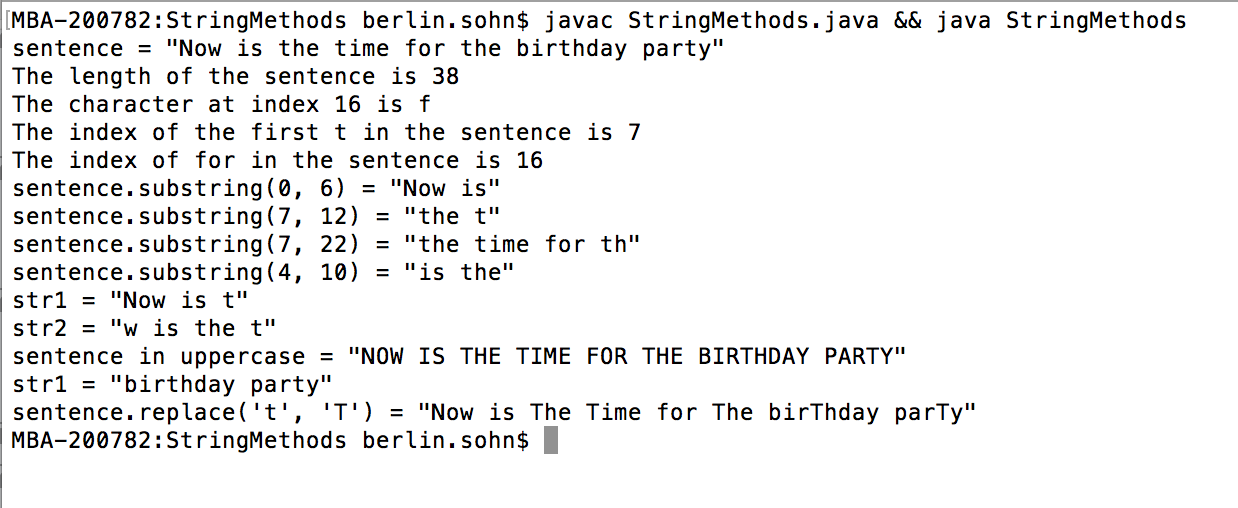 [MBA-200782:StringMethods berlin.sohn$ javac StringMethods.java && java StringMethods
sentence = "Now is the time for the birthday party"
The length of the sentence is 38
The character at index 16 is f
The index of the first t in the sentence is 7
The index of for in the sentence is 16
sentence.substring(0, 6) = "Now is"
sentence.substring(7, 12) = "the t"
sentence.substring(7, 22) = "the time for th"
sentence.substring(4, 10) = "is the"
str1 = "Now is t"
str2 = "w is the t"
sentence in uppercase = "NOW IS THE TIME FOR THE BIRTHDAY PARTY"
str1 = "birthday party"
sentence.replace('t', 'T') = "Now is The Time for The birThday parTy"
MBA-200782:StringMethods berlin.sohn$